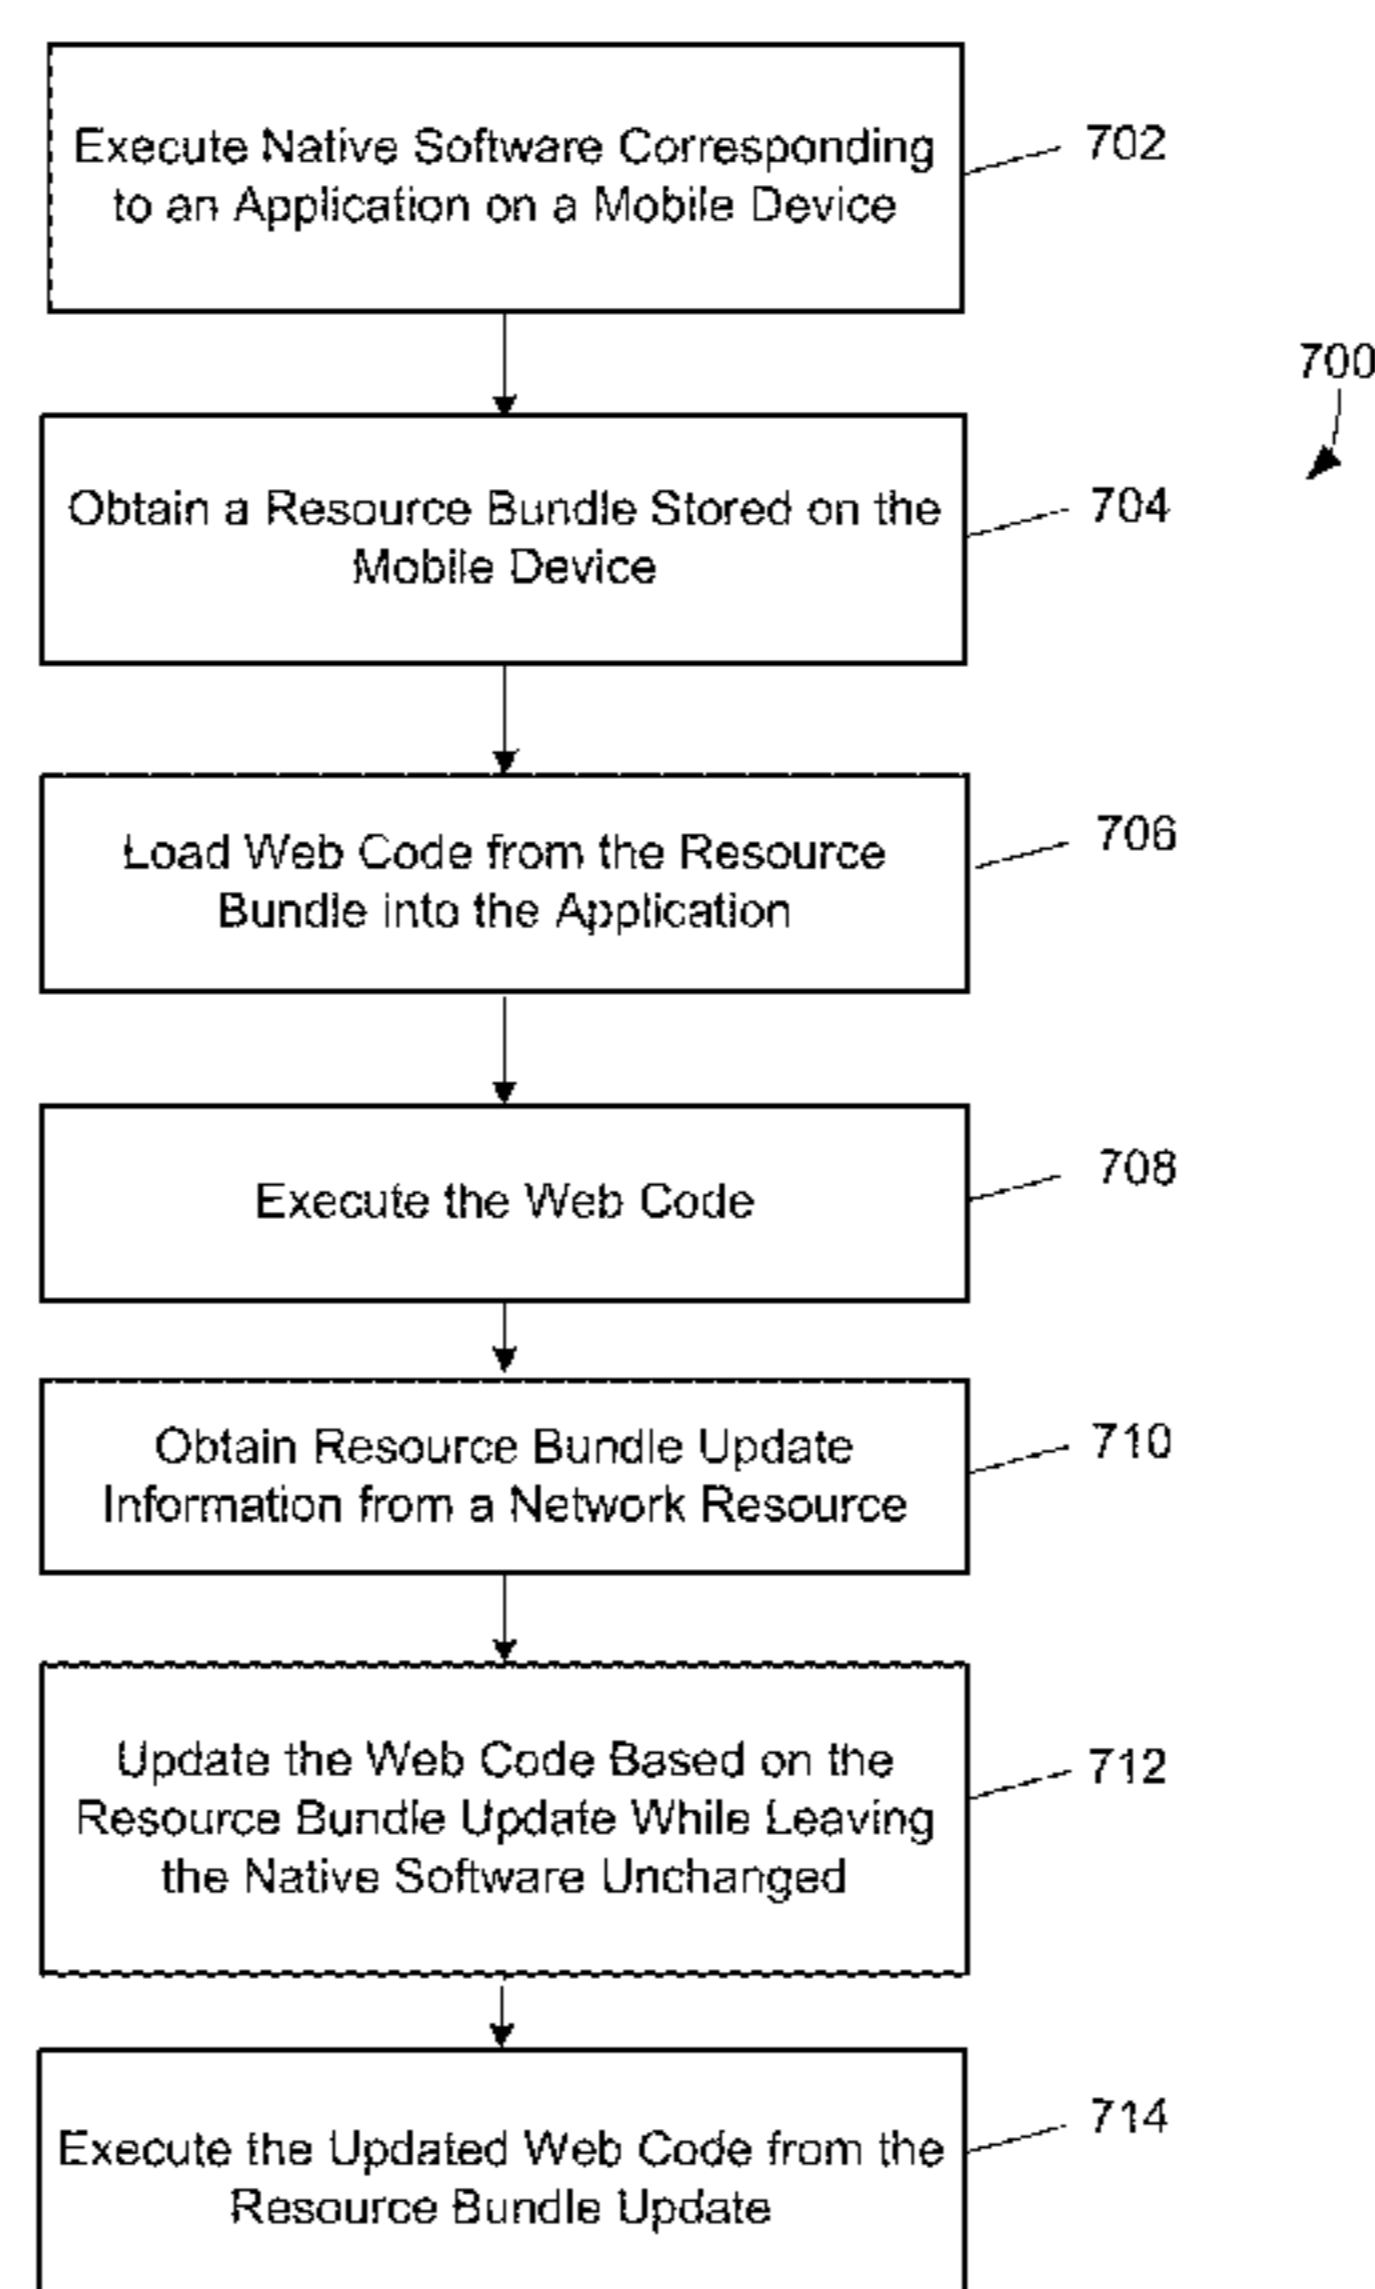 Execute Native Software Corresponding
to an Application on a Mobile Device
702
700
Obtain a Resource Bundle Stored on the
Mobile Device
704
Load Web Code from the Resource
Bundle into the Application
706
Execute the Web Code
708
Obtain Resource Bundle Update
Information from a Network Resource
710
Update the Web Code Based on the
Resource Bundle Update While Leaving
the Native Software Unchanged
712
Execute the Updated Web Code from the
Resource Bundle Update
714